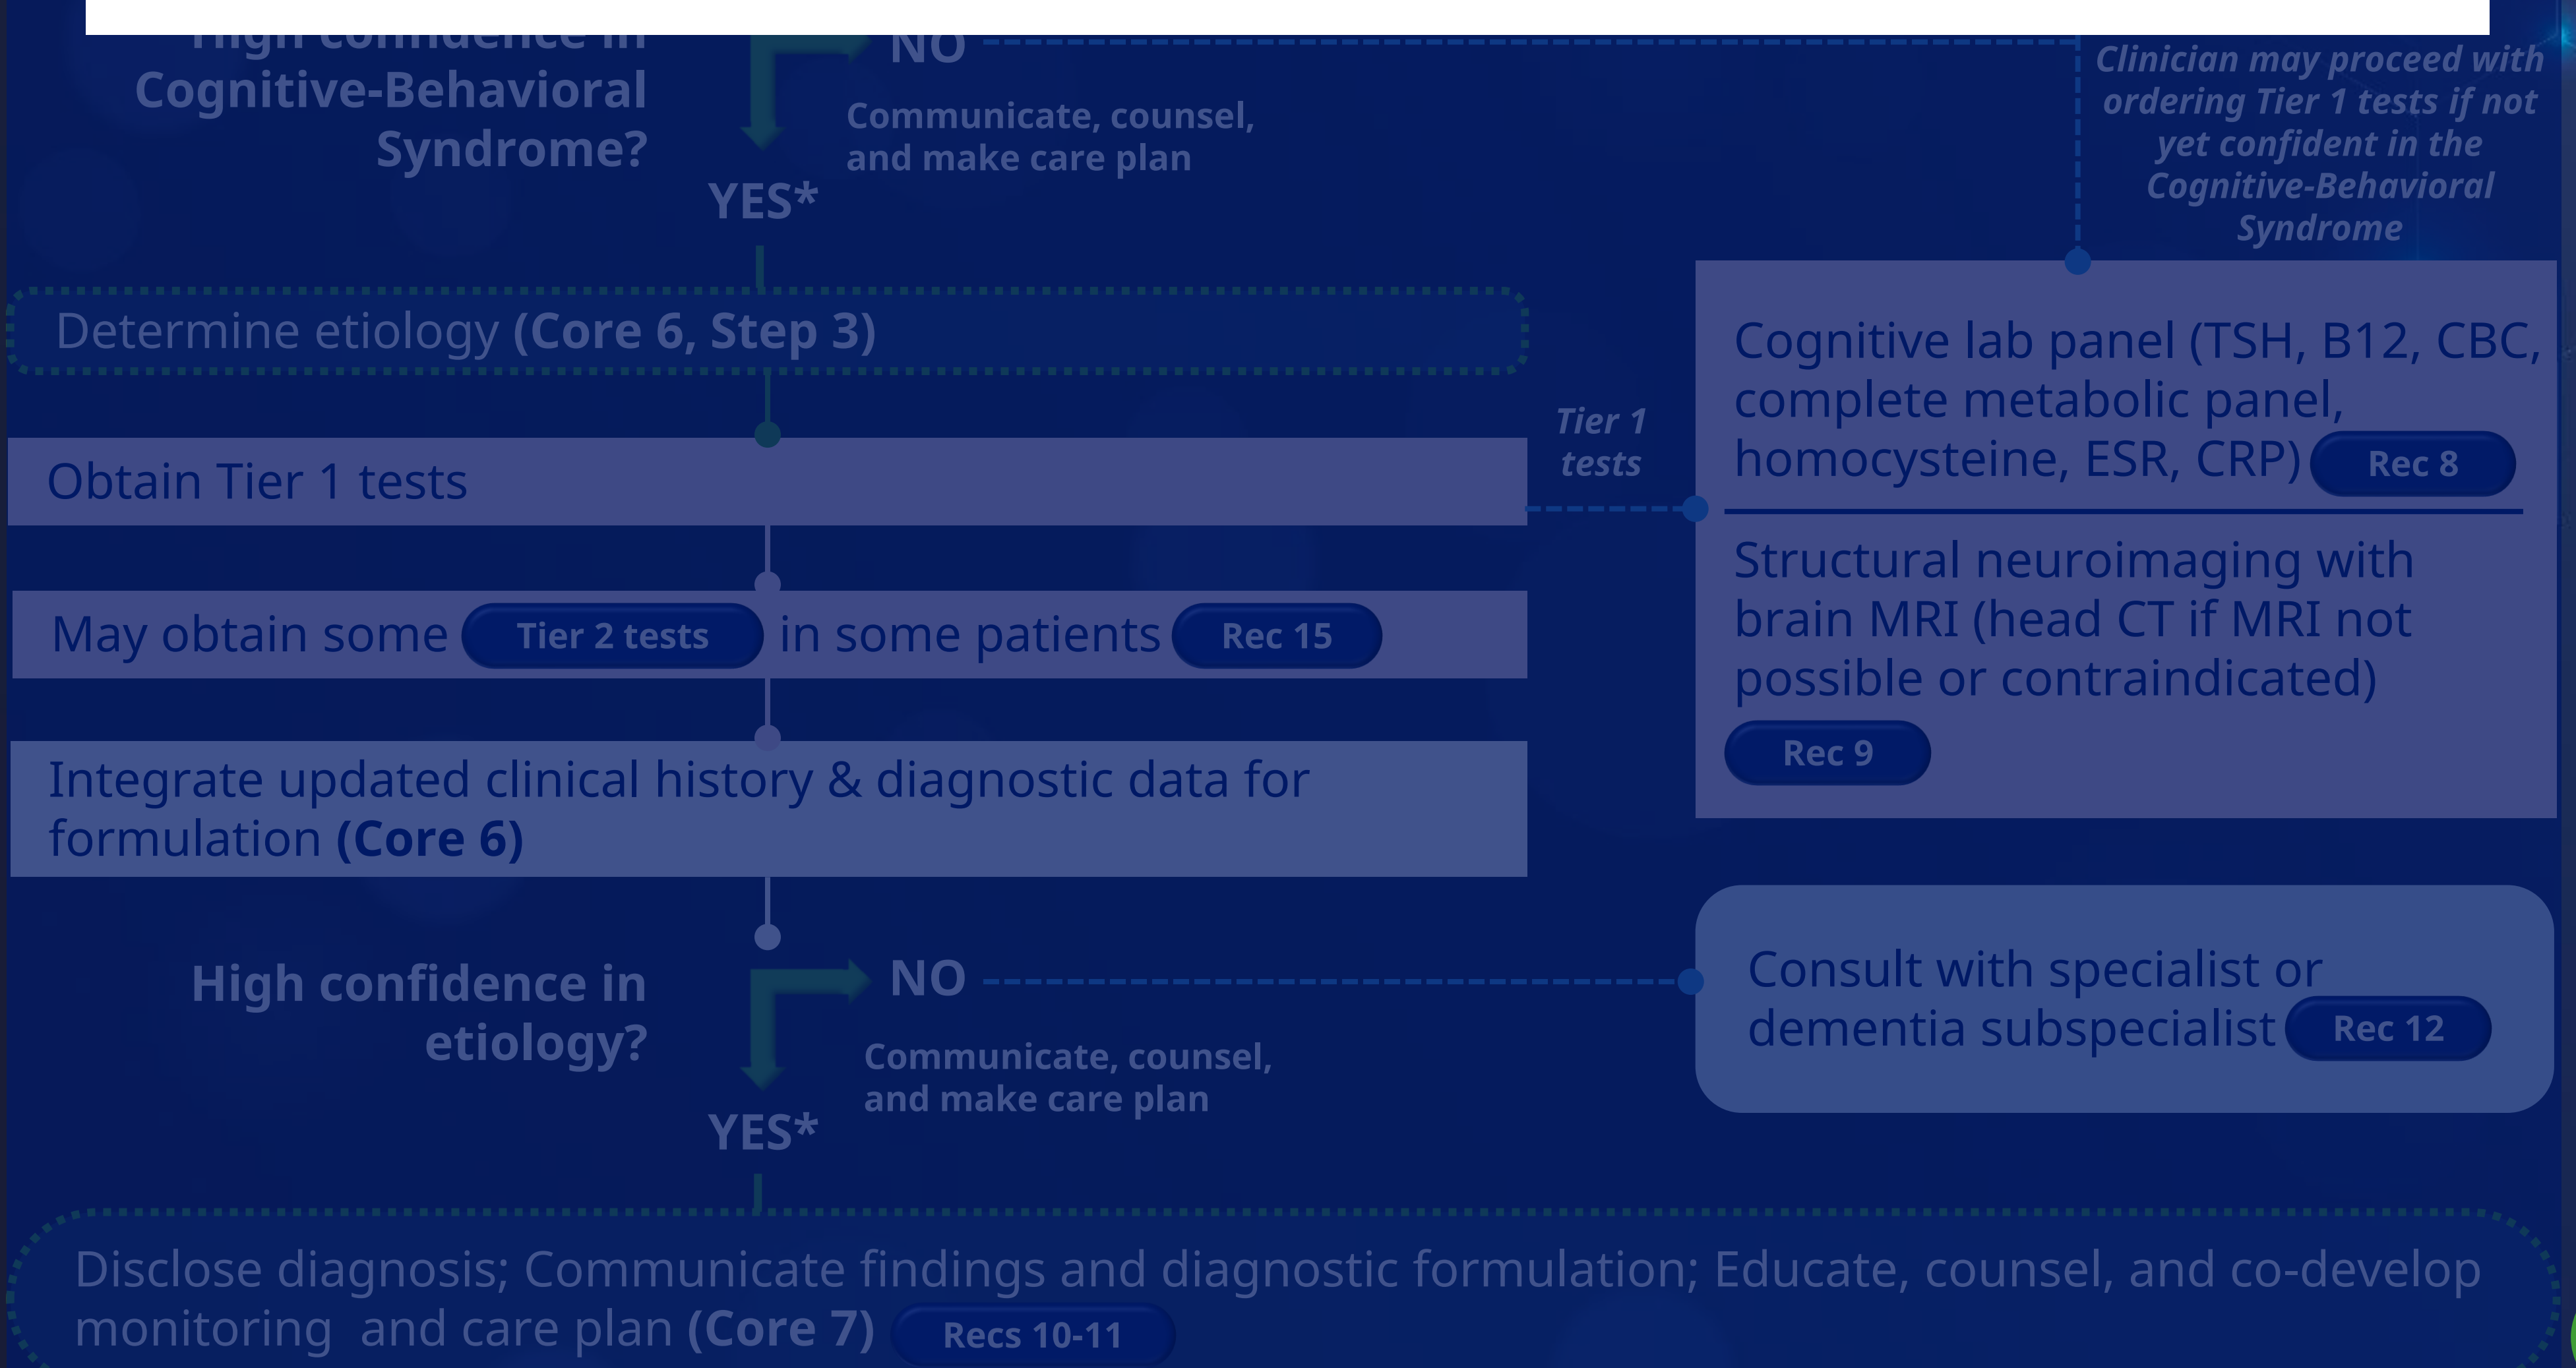 High confidence in
Cognitive-Behavioral
Syndrome?
NO
Communicate, counsel,
and make care plan
YES*
Clinician may proceed with
ordering Tier 1 tests if not
yet confident in the
Cognitive-Behavioral
Syndrome
Determine etiology (Core 6, Step 3)
Obtain Tier 1 tests
Tier 1
tests
Cognitive lab panel (TSH, B12, CBC,
complete metabolic panel,
homocysteine, ESR, CRP) Rec 8
Structural neuroimaging with
brain MRI (head CT if MRI not
possible or contraindicated)
Rec 9
May obtain some Tier 2 tests in some patients Rec 15
Integrate updated clinical history & diagnostic data for
formulation (Core 6)
High confidence in
etiology?
NO
Communicate, counsel,
and make care plan
YES*
Consult with specialist or
dementia subspecialist Rec 12
Disclose diagnosis; Communicate findings and diagnostic formulation; Educate, counsel, and co-develop
monitoring and care plan (Core 7) Recs 10-11